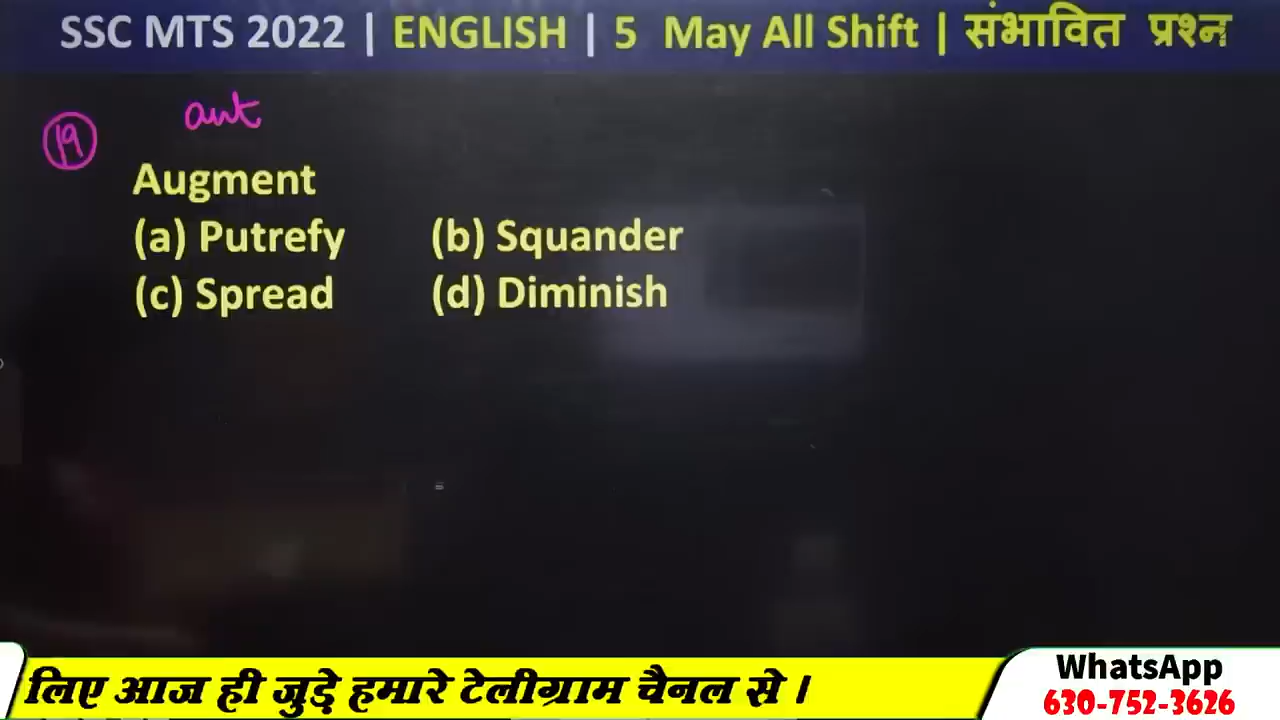 SSC MTS 2022 | ENGLISH | 5 May All Shift | संभावित प्रश्न
ant
19
Augment
(a) Putrefy (b) Squander
(c) Spread (d) Diminish
लिए आज ही जुड़े हमारे टेलीग्राम चैनल से ।
WhatsApp
630-752-3626